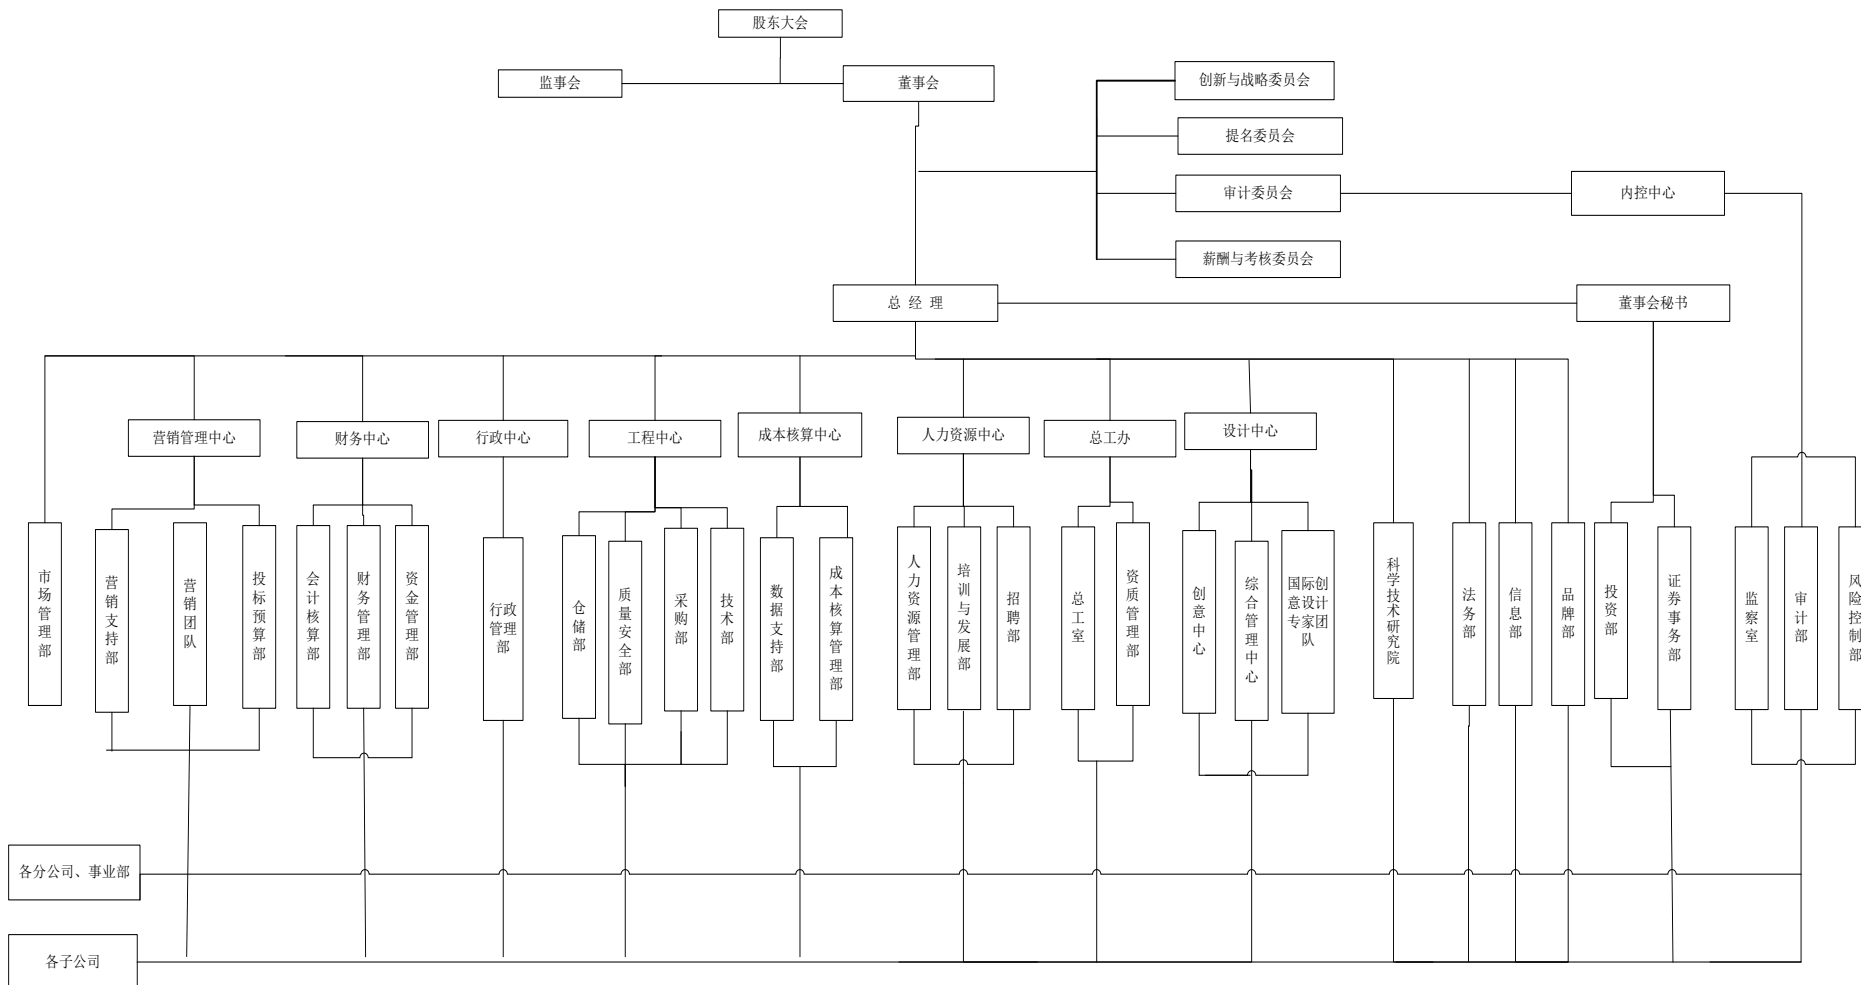 股东大会
监事会
董事会
创新与战略委员会
提名委员会
审计委员会
内控中心
薪酬与考核委员会
总 经 理
董事会秘书
营销管理中心
财务中心
行政中心
工程中心
成本核算中心
人力资源中心
总工办
设计中心
市场管理部
营销支持部
营销团队
投标预算部
会计核算部
财务管理部
资金管理部
行政
管理
部
仓储部
质量安全部
采购部
技术部
数据支持部
成本核算管理部
人力资源管理部
培训与发展部
招聘部
总工室
资质管理部
创意中心
综合管理中心
国际创
意设计
专家团
队
科学技术研究院
法务部
信息部
品牌部
投资部
证券事务部
监察室
审计部
风险控制部
各分公司、事业部
各子公司